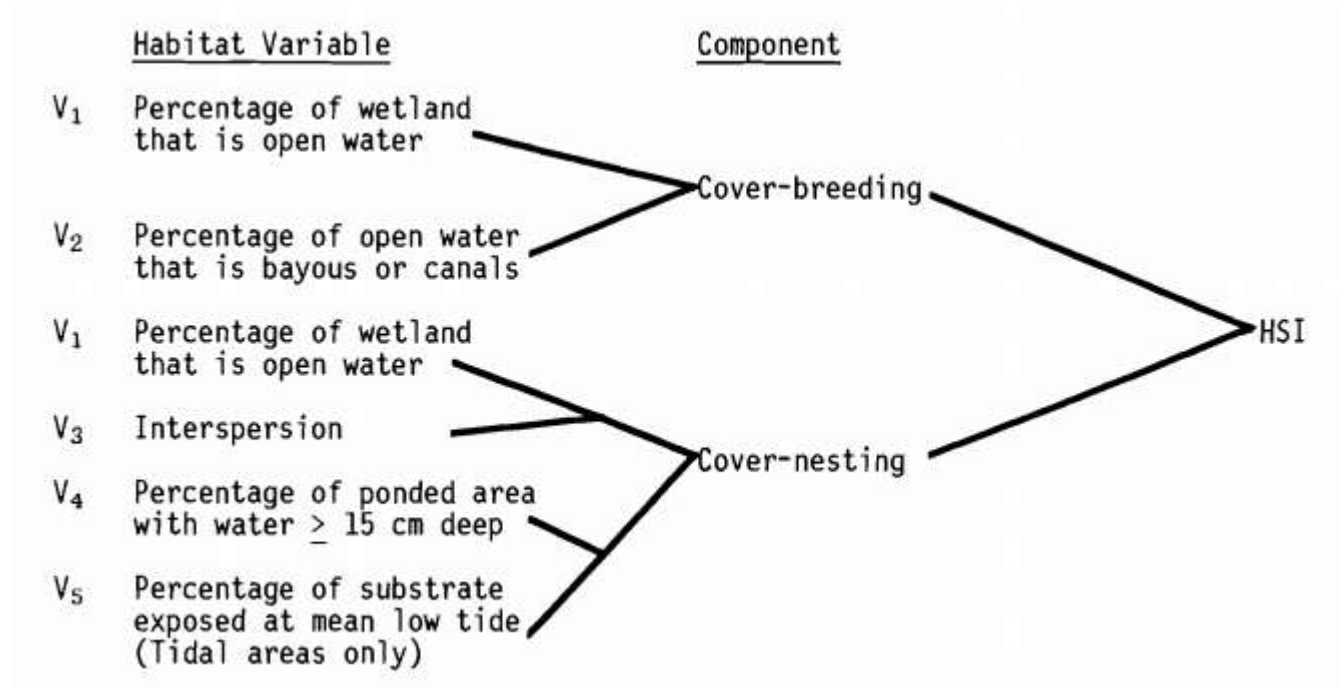 Habitat Variable Component
V₁ Percentage of wetland
that is open water
Cover-breeding
V₂ Percentage of open water
that is bayous or canals
V₁ Percentage of wetland
that is open water
HSI
V₃ Interspersion
Cover-nesting
V₄ Percentage of ponded area
with water ≥ 15 cm deep
V₅ Percentage of substrate
exposed at mean low tide
(Tidal areas only)